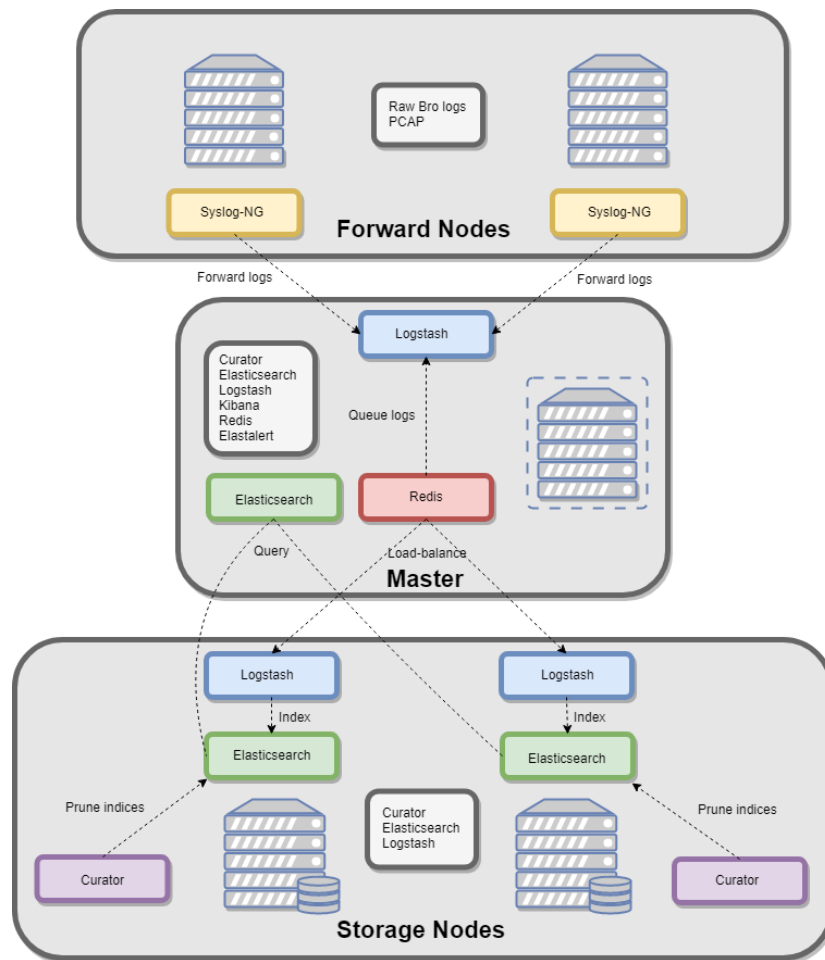 Raw Bro logs
PCAP
Syslog-NG
Syslog-NG
Forward Nodes
Forward logs
Forward logs
Logstash
Curator
Elasticsearch
Logstash
Kibana
Redis
Elastalert
Queue logs
Elasticsearch
Redis
Query
Load-balance
Master
Logstash
Logstash
Index
Index
Elasticsearch
Elasticsearch
Prune indices
Prune indices
Curator
Elasticsearch
Logstash
Curator
Curator
Storage Nodes